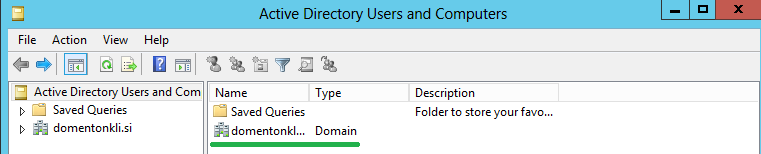 Active Directory Users and Computers
File Action View Help
Active Directory Users and Com
Saved Queries
domentonkli.si
Name Type Description
Saved Queries Folder to store your favo...
domentonkl... Domain